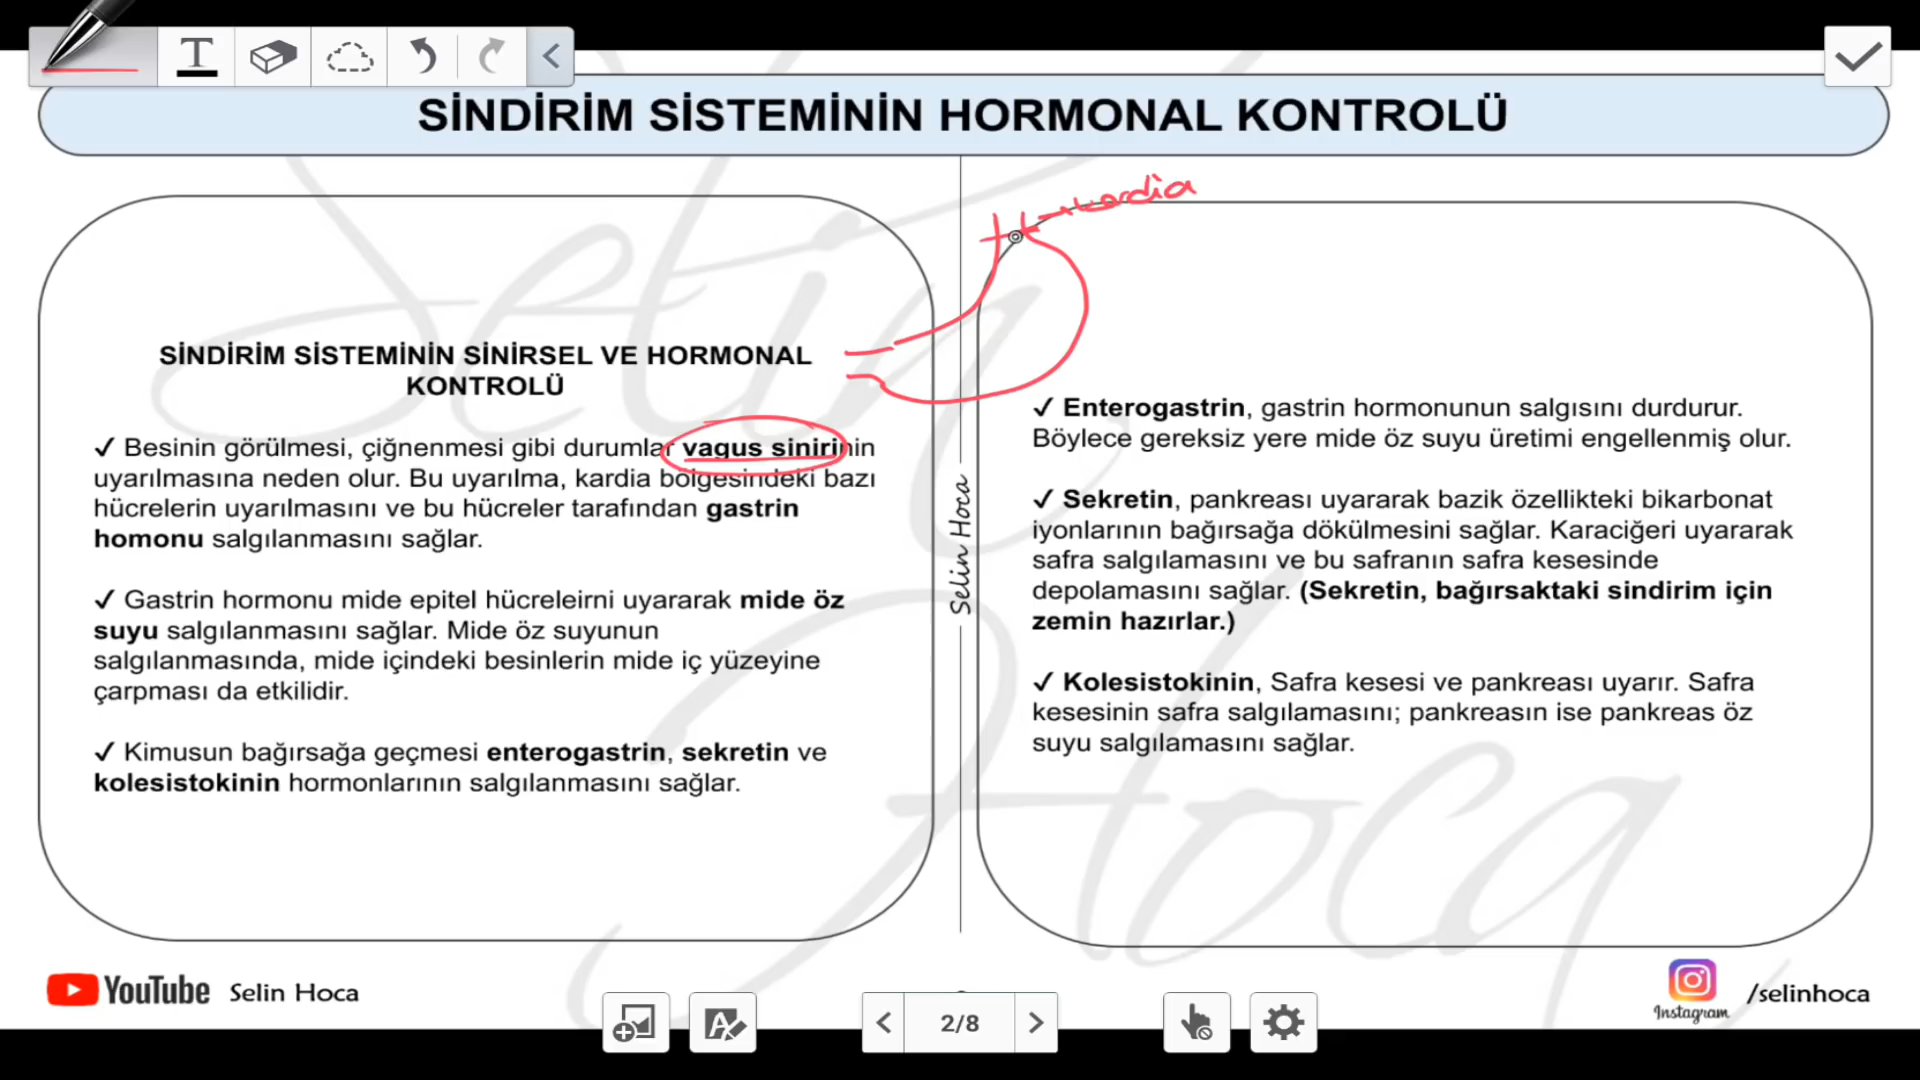 SİNDİRİM SİSTEMİNİN HORMONAL KONTROLÜ
kardia
SİNDİRİM SİSTEMİNİN SİNİRSEL VE HORMONAL
KONTROLÜ
✓ Besinin görülmesi, çiğnenmesi gibi durumlar vagus sinirinin
uyarılmasına neden olur. Bu uyarılma, kardia bölgesindeki bazı
hücrelerin uyarılmasını ve bu hücreler tarafından gastrin
homonu salgılanmasını sağlar.
✓ Gastrin hormonu mide epitel hücreleirni uyararak mide öz
suyu salgılanmasını sağlar. Mide öz suyunun
salgılanmasında, mide içindeki besinlerin mide iç yüzeyine
çarpması da etkilidir.
✓ Kimusun bağırsağa geçmesi enterogastrin, sekretin ve
kolesistokinin hormonlarının salgılanmasını sağlar.
Selin Hoca
✓ Enterogastrin, gastrin hormonunun salgısını durdurur.
Böylece gereksiz yere mide öz suyu üretimi engellenmiş olur.
✓ Sekretin, pankreası uyararak bazik özellikteki bikarbonat
iyonlarının bağırsağa dökülmesini sağlar. Karaciğeri uyararak
safra salgılamasını ve bu safranın safra kesesinde
depolamasını sağlar. (Sekretin, bağırsaktaki sindirim için
zemin hazırlar.)
✓ Kolesistokinin, Safra kesesi ve pankreası uyarır. Safra
kesesinin safra salgılamasını; pankreasın ise pankreas öz
suyu salgılamasını sağlar.
Selin Hoca
YouTube Selin Hoca
2/8
Instagram /selinhoca